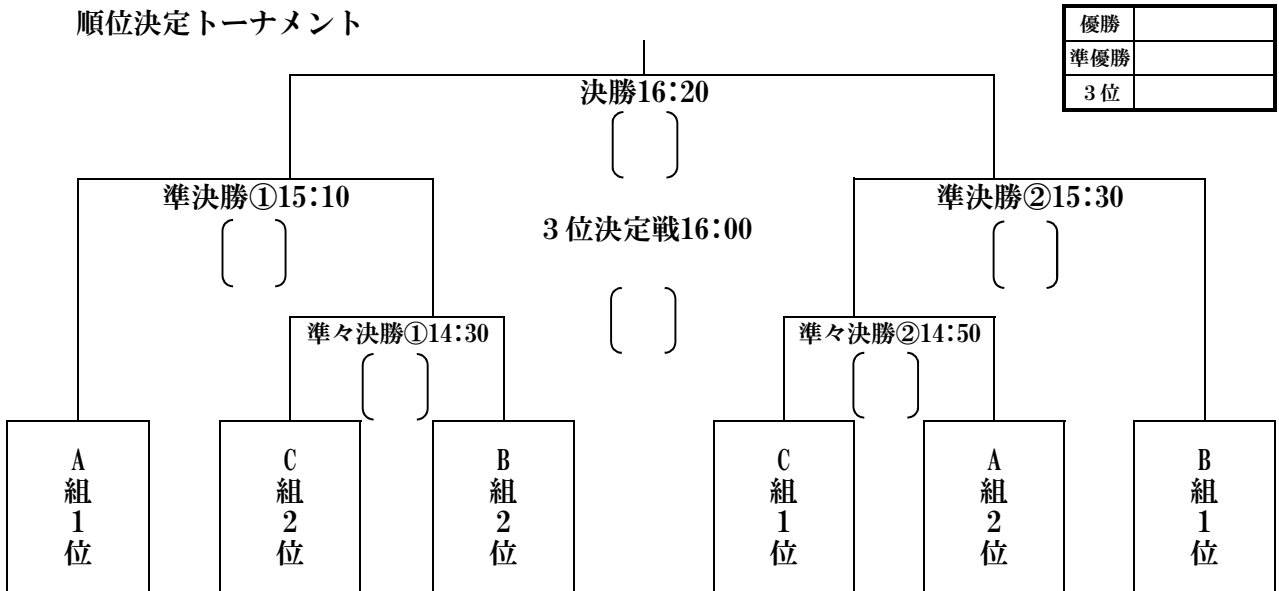 順位決定トーナメント
優勝
準優勝
３位
決勝16：20
準決勝①15：10
準決勝②15：30
３位決定戦16：00
準々決勝①14：30
準々決勝②14：50
A組１位
C組２位
B組２位
C組１位
A組２位
B組１位